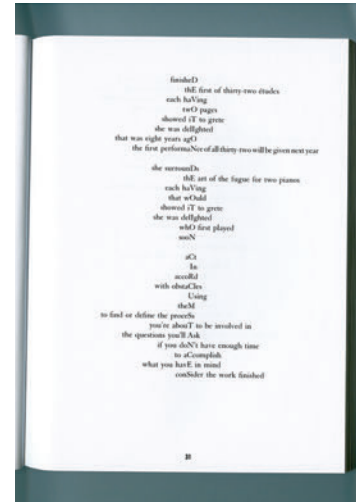 finisheD
thE first of thirty-two études
each haVing
twO pages
showed iT to grete
she was delIghted
that was eight years agO
the first performaNce of all thirty-two will be given next year
she surrounDs
thE art of the fugue for two pianos
each haVing
that wOuld
showed iT to grete
she was delIghted
whO first played
sooN
aCt
In
accoRd
with obstaCles
Using
theM
to find or define the proceSs
you're abouT to be involved in
the questions you'll Ask
if you doN't have enough time
to aCcomplish
what you havE in mind
conSider the work finished
31